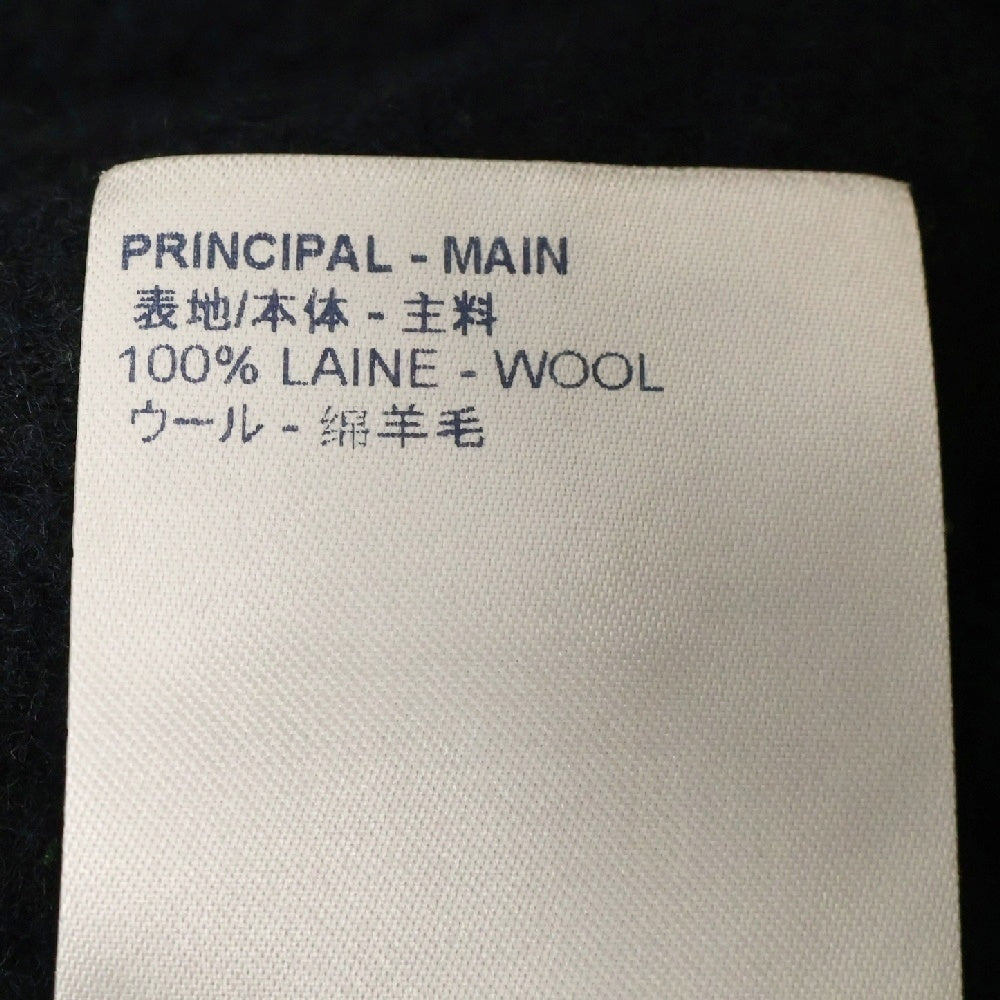 PRINCIPAL - MAIN
表地/本体 - 主料
100% LAINE - WOOL
ウール - 绵羊毛